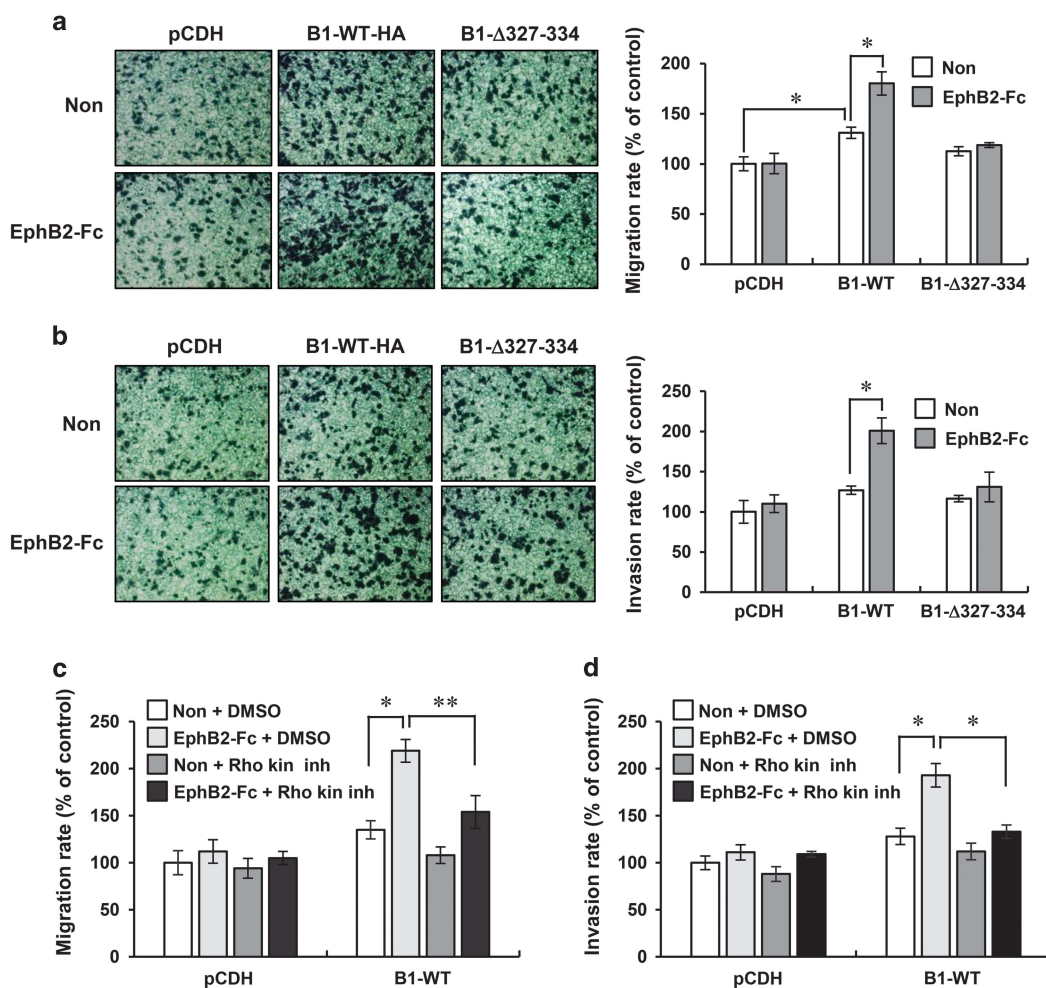 a
pCDH B1-WT-HA B1-Δ327-334
Non
EphB2-Fc
Migration rate (% of control)
200
150
100
50
0
* *
Non
EphB2-Fc
pCDH B1-WT B1-Δ327-334
b
pCDH B1-WT-HA B1-Δ327-334
Non
EphB2-Fc
Invasion rate (% of control)
250
200
150
100
50
0
*
Non
EphB2-Fc
pCDH B1-WT B1-Δ327-334
c
Migration rate (% of control)
250
200
150
100
50
0
Non + DMSO
EphB2-Fc + DMSO
Non + Rho kin inh
EphB2-Fc + Rho kin inh
* **
pCDH B1-WT
d
Invasion rate (% of control)
250
200
150
100
50
0
Non + DMSO
EphB2-Fc + DMSO
Non + Rho kin inh
EphB2-Fc + Rho kin inh
* *
pCDH B1-WT